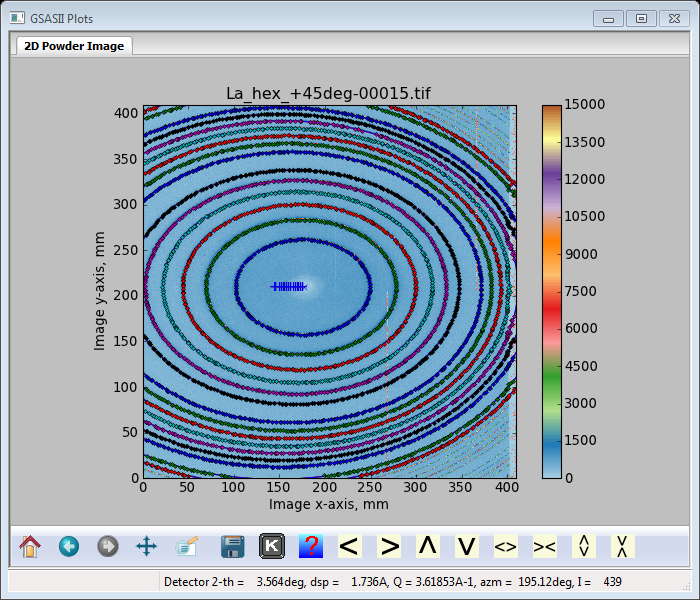 GSASII Plots
2D Powder Image
La_hex_+45deg-00015.tif
400
350
300
250
200
150
100
50
0
Image y-axis, mm
0 50 100 150 200 250 300 350 400
Image x-axis, mm
15000
13500
12000
10500
9000
7500
6000
4500
3000
1500
0
K ? < > Λ V <> ><
Detector 2-th = 3.564deg, dsp = 1.736A, Q = 3.61853A-1, azm = 195.12deg, I = 439